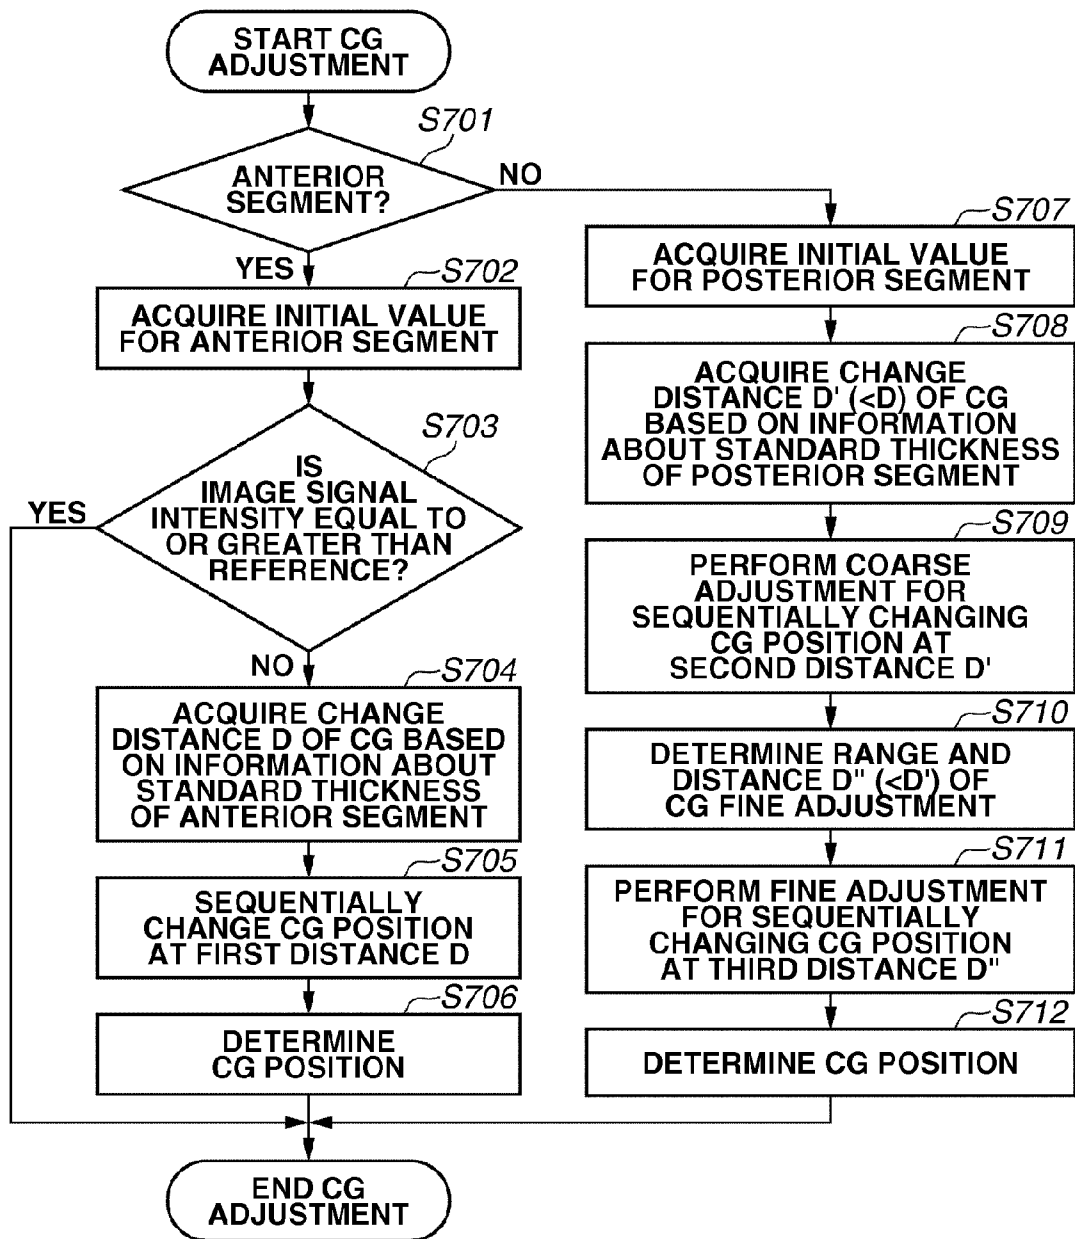 START CG
ADJUSTMENT
S701
ANTERIOR
SEGMENT?
NO
YES
S702
ACQUIRE INITIAL VALUE
FOR ANTERIOR SEGMENT
S703
IS
IMAGE SIGNAL
INTENSITY EQUAL TO
OR GREATER THAN
REFERENCE?
YES
NO
S704
ACQUIRE CHANGE
DISTANCE D OF CG BASED
ON INFORMATION ABOUT
STANDARD THICKNESS
OF ANTERIOR SEGMENT
S705
SEQUENTIALLY
CHANGE CG POSITION
AT FIRST DISTANCE D
S706
DETERMINE
CG POSITION
S707
ACQUIRE INITIAL VALUE
FOR POSTERIOR SEGMENT
S708
ACQUIRE CHANGE
DISTANCE D' (<D) OF CG
BASED ON INFORMATION
ABOUT STANDARD THICKNESS
OF POSTERIOR SEGMENT
S709
PERFORM COARSE
ADJUSTMENT FOR
SEQUENTIALLY CHANGING
CG POSITION AT
SECOND DISTANCE D'
S710
DETERMINE RANGE AND
DISTANCE D" (<D') OF
CG FINE ADJUSTMENT
S711
PERFORM FINE ADJUSTMENT
FOR SEQUENTIALLY
CHANGING CG POSITION
AT THIRD DISTANCE D"
S712
DETERMINE CG POSITION
END CG
ADJUSTMENT